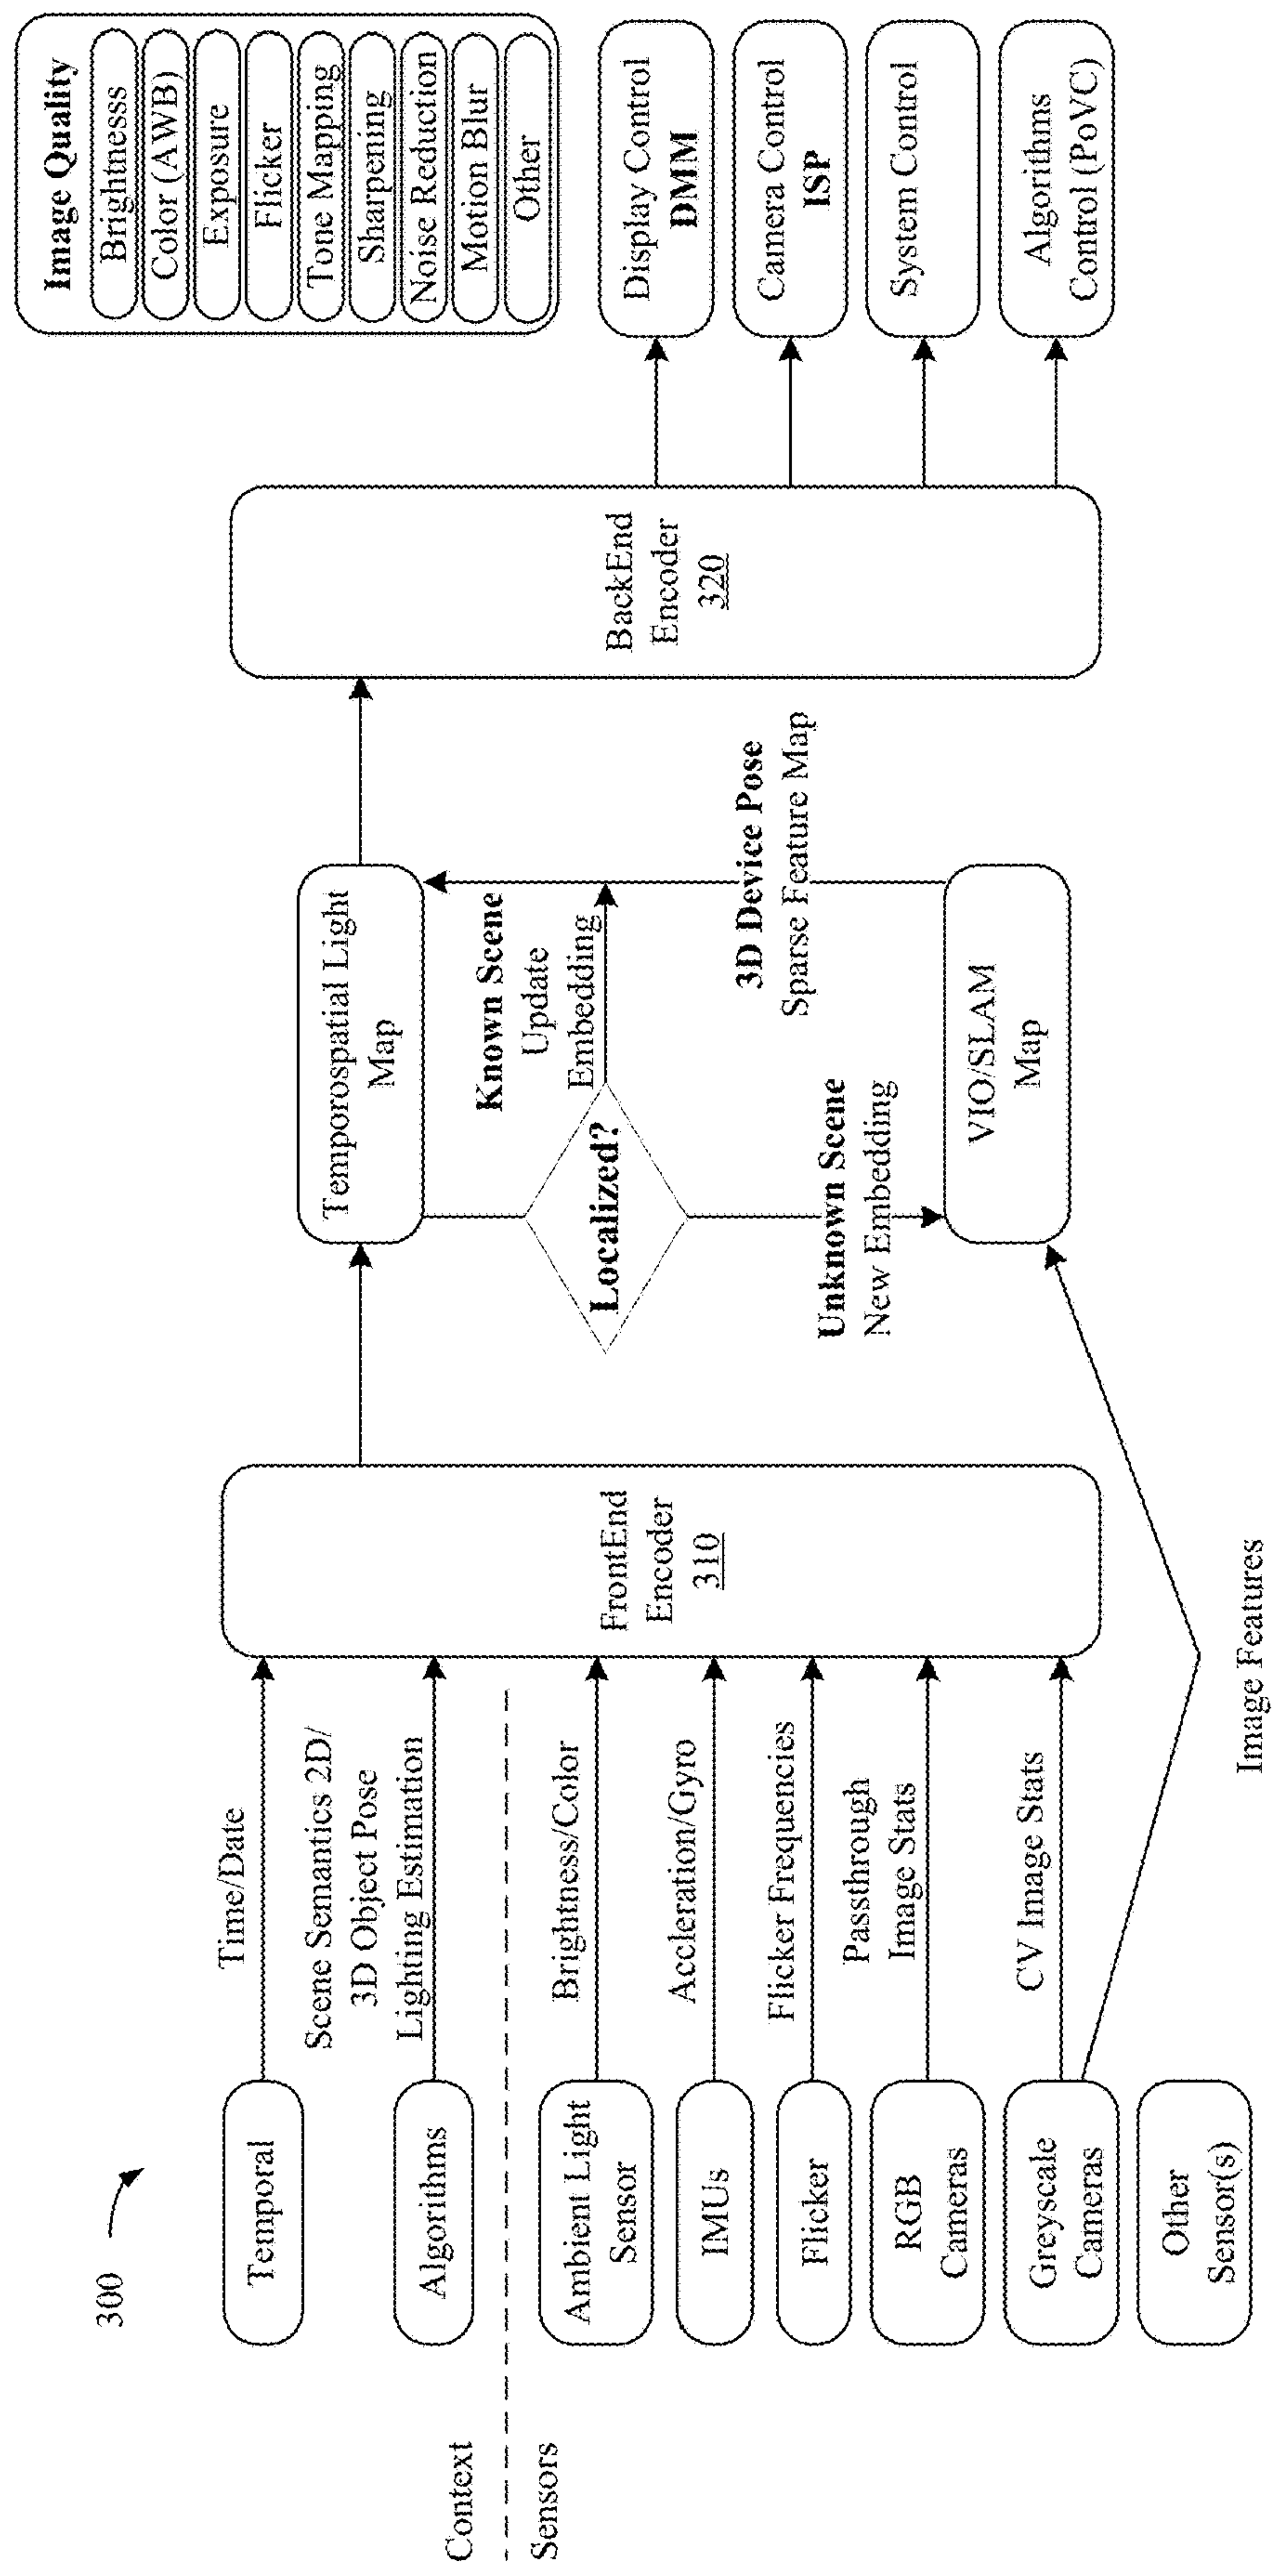 300
Context
Sensors
Temporal
Algorithms
Ambient Light
Sensor
IMUs
Flicker
RGB
Cameras
Greyscale
Cameras
Other
Sensor(s)
Time/Date
Scene Semantics 2D/
3D Object Pose
Lighting Estimation
Brightness/Color
Accleration/Gyro
Flicker Frequencies
Passthrough
Image Stats
CV Image Stats
Image Features
FrontEnd
Encoder
310
Temporospatial Light
Map
Localized?
Known Scene
Update
Embedding
Unknown Scene
New Embedding
3D Device Pose
Sparse Feature Map
VIO/SLAM
Map
BackEnd
Encoder
320
Image Quality
Brightnesss
Color (AWB)
Exposure
Flicker
Tone Mapping
Sharpening
Noise Reduction
Motion Blur
Other
Display Control
DMM
Camera Control
ISP
System Control
Algorithms
Control (PoVC)